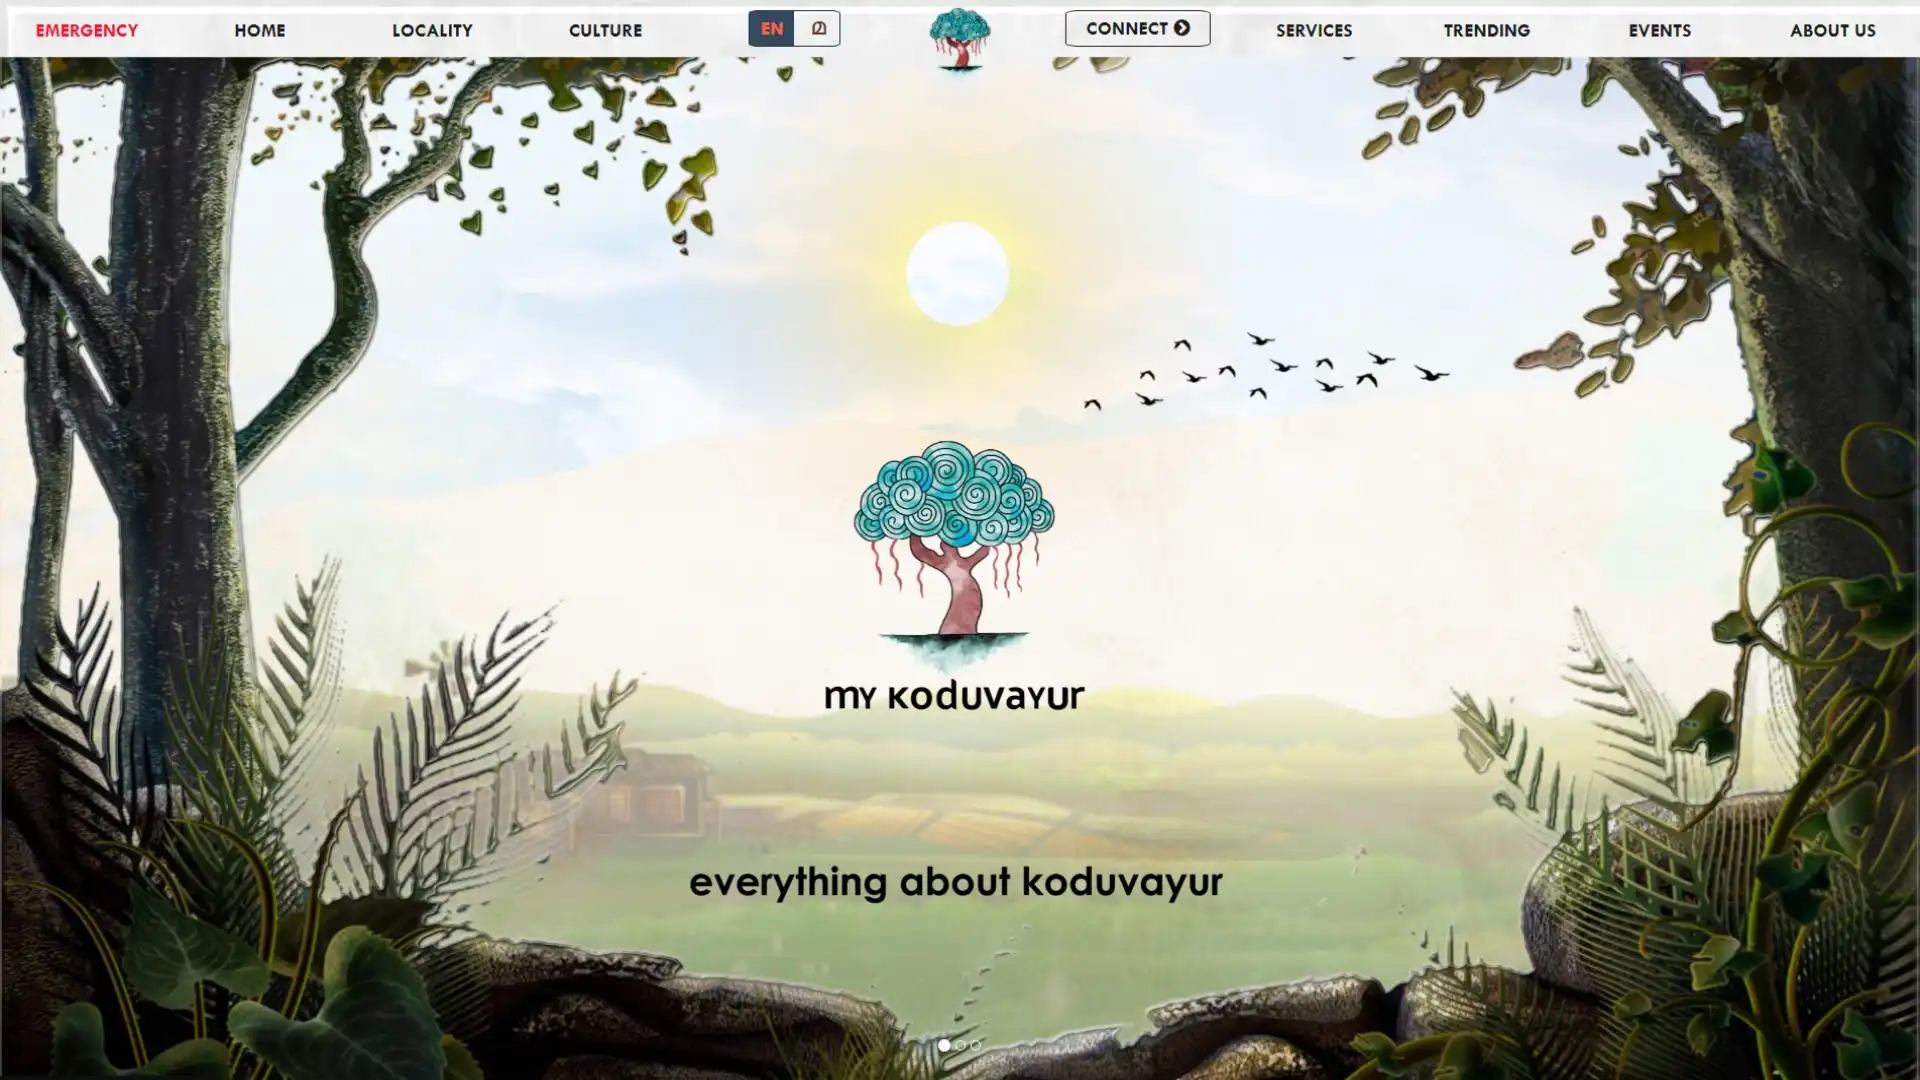 EMERGENCY HOME LOCALITY CULTURE EN മ CONNECT SERVICES TRENDING EVENTS ABOUT US
my koduvayur
everything about koduvayur